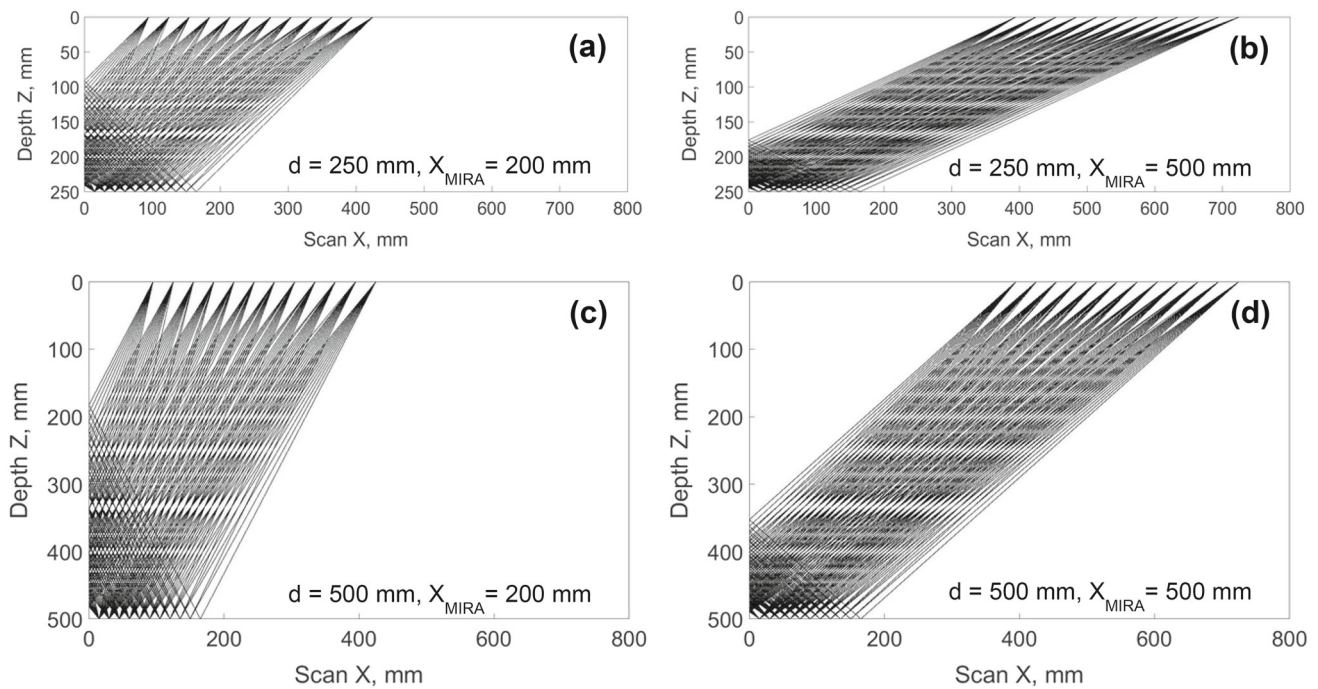 0
50
100
150
200
250
Depth Z, mm
(a)
d = 250 mm, X_MIRA = 200 mm
0 100 200 300 400 500 600 700 800
Scan X, mm
0
50
100
150
200
250
Depth Z, mm
(b)
d = 250 mm, X_MIRA = 500 mm
0 100 200 300 400 500 600 700 800
Scan X, mm
0
100
200
300
400
500
Depth Z, mm
(c)
d = 500 mm, X_MIRA = 200 mm
0 200 400 600 800
Scan X, mm
0
100
200
300
400
500
Depth Z, mm
(d)
d = 500 mm, X_MIRA = 500 mm
0 200 400 600 800
Scan X, mm